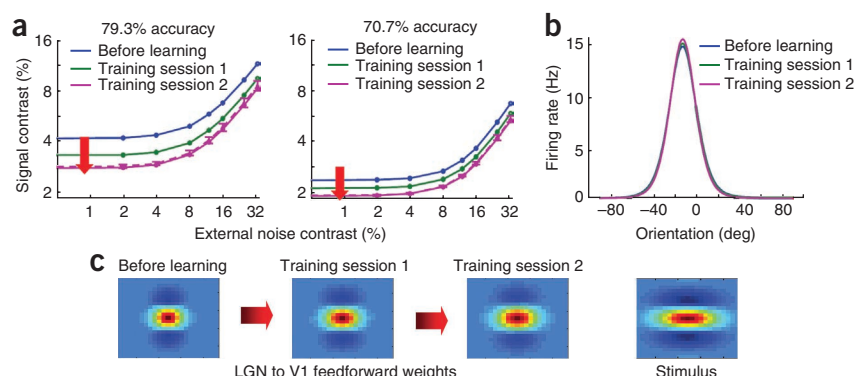 a
79.3% accuracy
70.7% accuracy
b
16
8
4
2
Signal contrast (%)
Before learning
Training session 1
Training session 2
1 2 4 8 16 32
16
8
4
2
Before learning
Training session 1
Training session 2
1 2 4 8 16 32
External noise contrast (%)
15
10
5
0
Firing rate (Hz)
Before learning
Training session 1
Training session 2
−80 −40 0 40 80
Orientation (deg)
c
Before learning
Training session 1
Training session 2
LGN to V1 feedforward weights
Stimulus